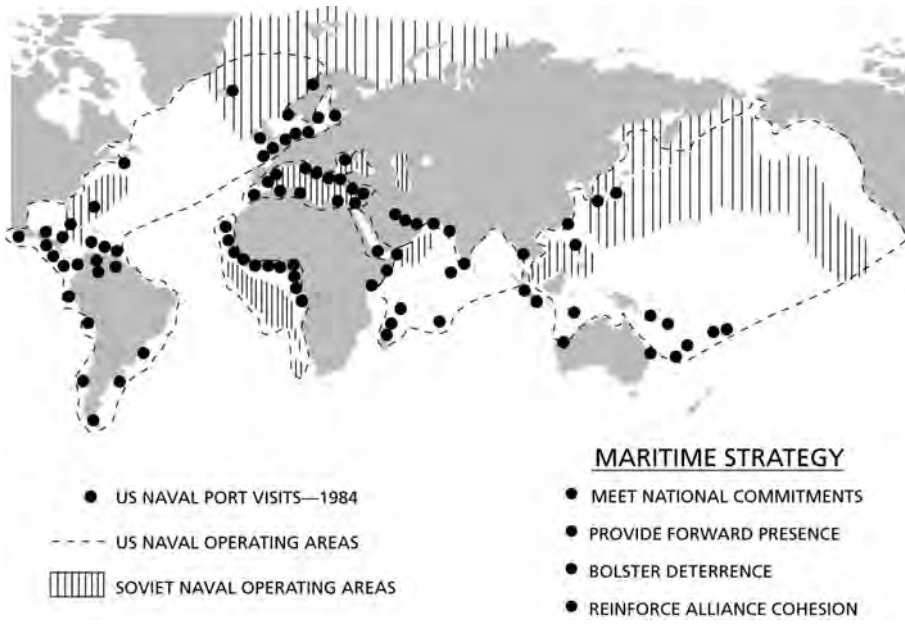 US NAVAL PORT VISITS—1984
US NAVAL OPERATING AREAS
SOVIET NAVAL OPERATING AREAS
MARITIME STRATEGY
MEET NATIONAL COMMITMENTS
PROVIDE FORWARD PRESENCE
BOLSTER DETERRENCE
REINFORCE ALLIANCE COHESION